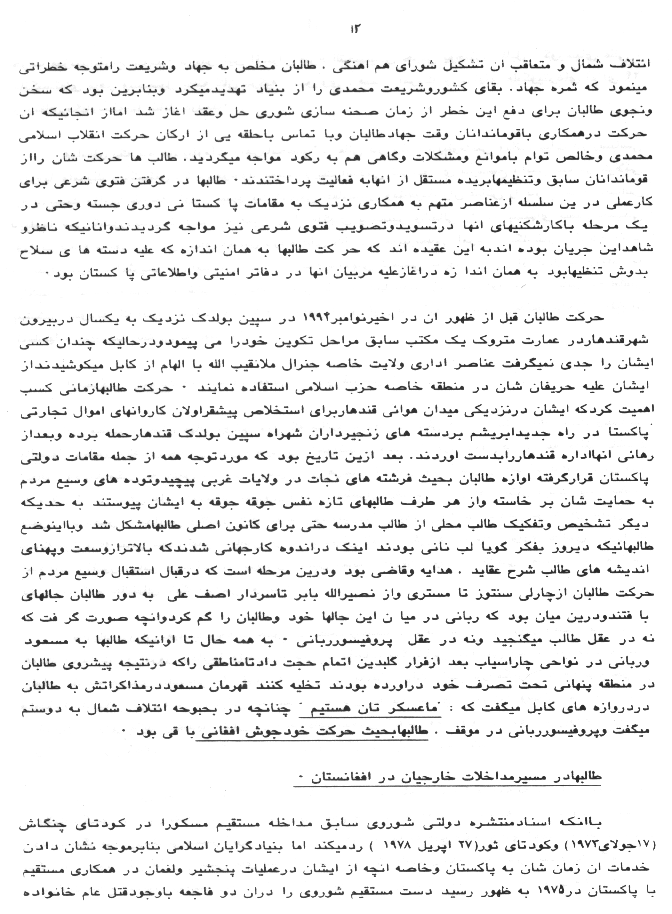 ۱۲
ائتلاف شمال و متعاقب ان تشکیل شورای هم اهنگی ، طالبان مخلص به جهاد وشریعت رامتوجه خطراتی
مینمود که ثمره جهاد، بقای کشوروشریعت محمدی را از بنیاد تهدیدمیکرد وبنابرین بود که سخن
ونجوی طالبان برای دفع این خطر از زمان صحنه سازی شوری حل وعقد اغاز شد امااز انجائیکه ان
حرکت درهمکاری باقوماندانان وقت جهادطالبان وبا تماس باحلقه یی از ارکان حرکت انقلاب اسلامی
محمدی وخالص توام باموانع ومشکلات وگاهی هم به رکود مواجه میگردید. طالب ها حرکت شان رااز
قوماندانان سابق وتنظیمهابریده مستقل از انهابه فعالیت پرداختندند۰ طالبها در گرفتن فتوی شرعی برای
کارعملی در ین سلسله ازعناصر متهم به همکاری نزدیک به مقامات پا کستا نی دوری جسته وحتی در
یک مرحله باکارشکنیهای انها درتسویدوتصویب فتوی شرعی نیز مواجه گردیدندوانانیکه ناظرو
شاهداین جریان بوده اندبه این عقیده اند که حر کت طالبها به همان اندازه که علیه دسته ها ی سلاح
بدوش تنظیهابود به همان اندا زه دراغازعلیه مربیان انها در دفاتر امنیتی واطلاعاتی پا کستان بود ۰
حرکت طالبان قبل از ظهور ان در اخیرنوامبر۱۹۹۴ در سپین بولدک نزدیک به یکسال دربیرون
شهرقندهاردر عمارت متروک یک مکتب سابق مراحل تکوین خودرا می پیمودودرحالیکه چندان کسی
ایشان را جدی نمیگرفت عناصر اداری ولایت خاصه جنرال ملانقیب الله با الهام از کابل میکوشیدنداز
ایشان علیه حریفان شان در منطقه خاصه حزب اسلامی استفاده نمایند ۰ حرکت طالبهازمانی کسب
اهمیت کردکه ایشان درنزدیکی میدان هوائی قندهاربرای استخلاص پیشقراولان کاروانهای اموال تجارتی
پاکستا در راه جدیدابریشم بردسته های زنجیرداران شهراه سپین بولدک قندهارحمله برده وبعداز
رهائی انهااداره قندهاررابدست اوردند. بعد ازین تاریخ بود که موردتوجه همه از جمله مقامات دولتی
پاکستان قرارگرفته اوازه طالبان بحیث فرشته های نجات در ولایات غربی پیچیدوتوده های وسیع مردم
به حمایت شان بر خاسته واز هر طرف طالبهای تازه نفس جوقه جوقه به ایشان پیوستند به حدیکه
دیگر تشخیص وتفکیک طالب محلی از طالب مدرسه حتی برای کانون اصلی طالبهامشکل شد وبااینوضع
طالبهائیکه دیروز بفکر گویا لب نانی بودند اینک دراندوه کارجهانی شدندکه بالاترازوسعت وپهنای
اندیشه های طالب شرح عقاید ، هدایه وقاضی بود ودرین مرحله است که درقبال استقبال وسیع مردم از
حرکت طالبان ازچارلی سنتوز تا مستری واز نصیرالله بابر تاسردار اصف علی به دور طالبان جالهای
با فتندودرین میان بود که ربانی در میا ن این جالها خود وطالبان را گم کردوانچه صورت گر فت که
نه در عقل طالب میگنجید ونه در عقل پروفیسورربانی - به همه حال تا اوانیکه طالبها به مسعود
وربانی در نواحی چاراسیاب بعد ازفرار گلبدین اتمام حجت دادتامناطقی راکه درنتیجه پیشروی طالبان
در منطقه پنهانی تحت تصرف خود دراورده بودند تخلیه کنند قهرمان مسعوددرمذاکراتش به طالبان
دردروازه های کابل میگفت که : "ماعسکر تان هستیم " چنانچه در بحبوحه ائتلاف شمال به دوستم
میگفت وپروفیسورربانی در موقف ، طالبهابحیث حرکت خودجوش افغانی با قی بود ۰
طالبهادر مسیرمداخلات خارجیان در افغانستان ۰
باانکه اسنادمنتشره دولتی شوروی سابق مداخله مستقیم مسکورا در کودتای چنگاش
(۱۷جولای۱۹۷۳) وکودتای ثور(۲۷ اپریل ۱۹۷۸ ) ردمیکند اما بنیادگرایان اسلامی بنابرموجه نشان دادن
خدمات ان زمان شان به پاکستان وخاصه انچه از ایشان درعملیات پنجشیر ولغمان در همکاری مستقیم
با پاکستان در۱۹۷۵ به ظهور رسید دست مستقیم شوروی را دران دو فاجعه باوجودقتل عام خانواده